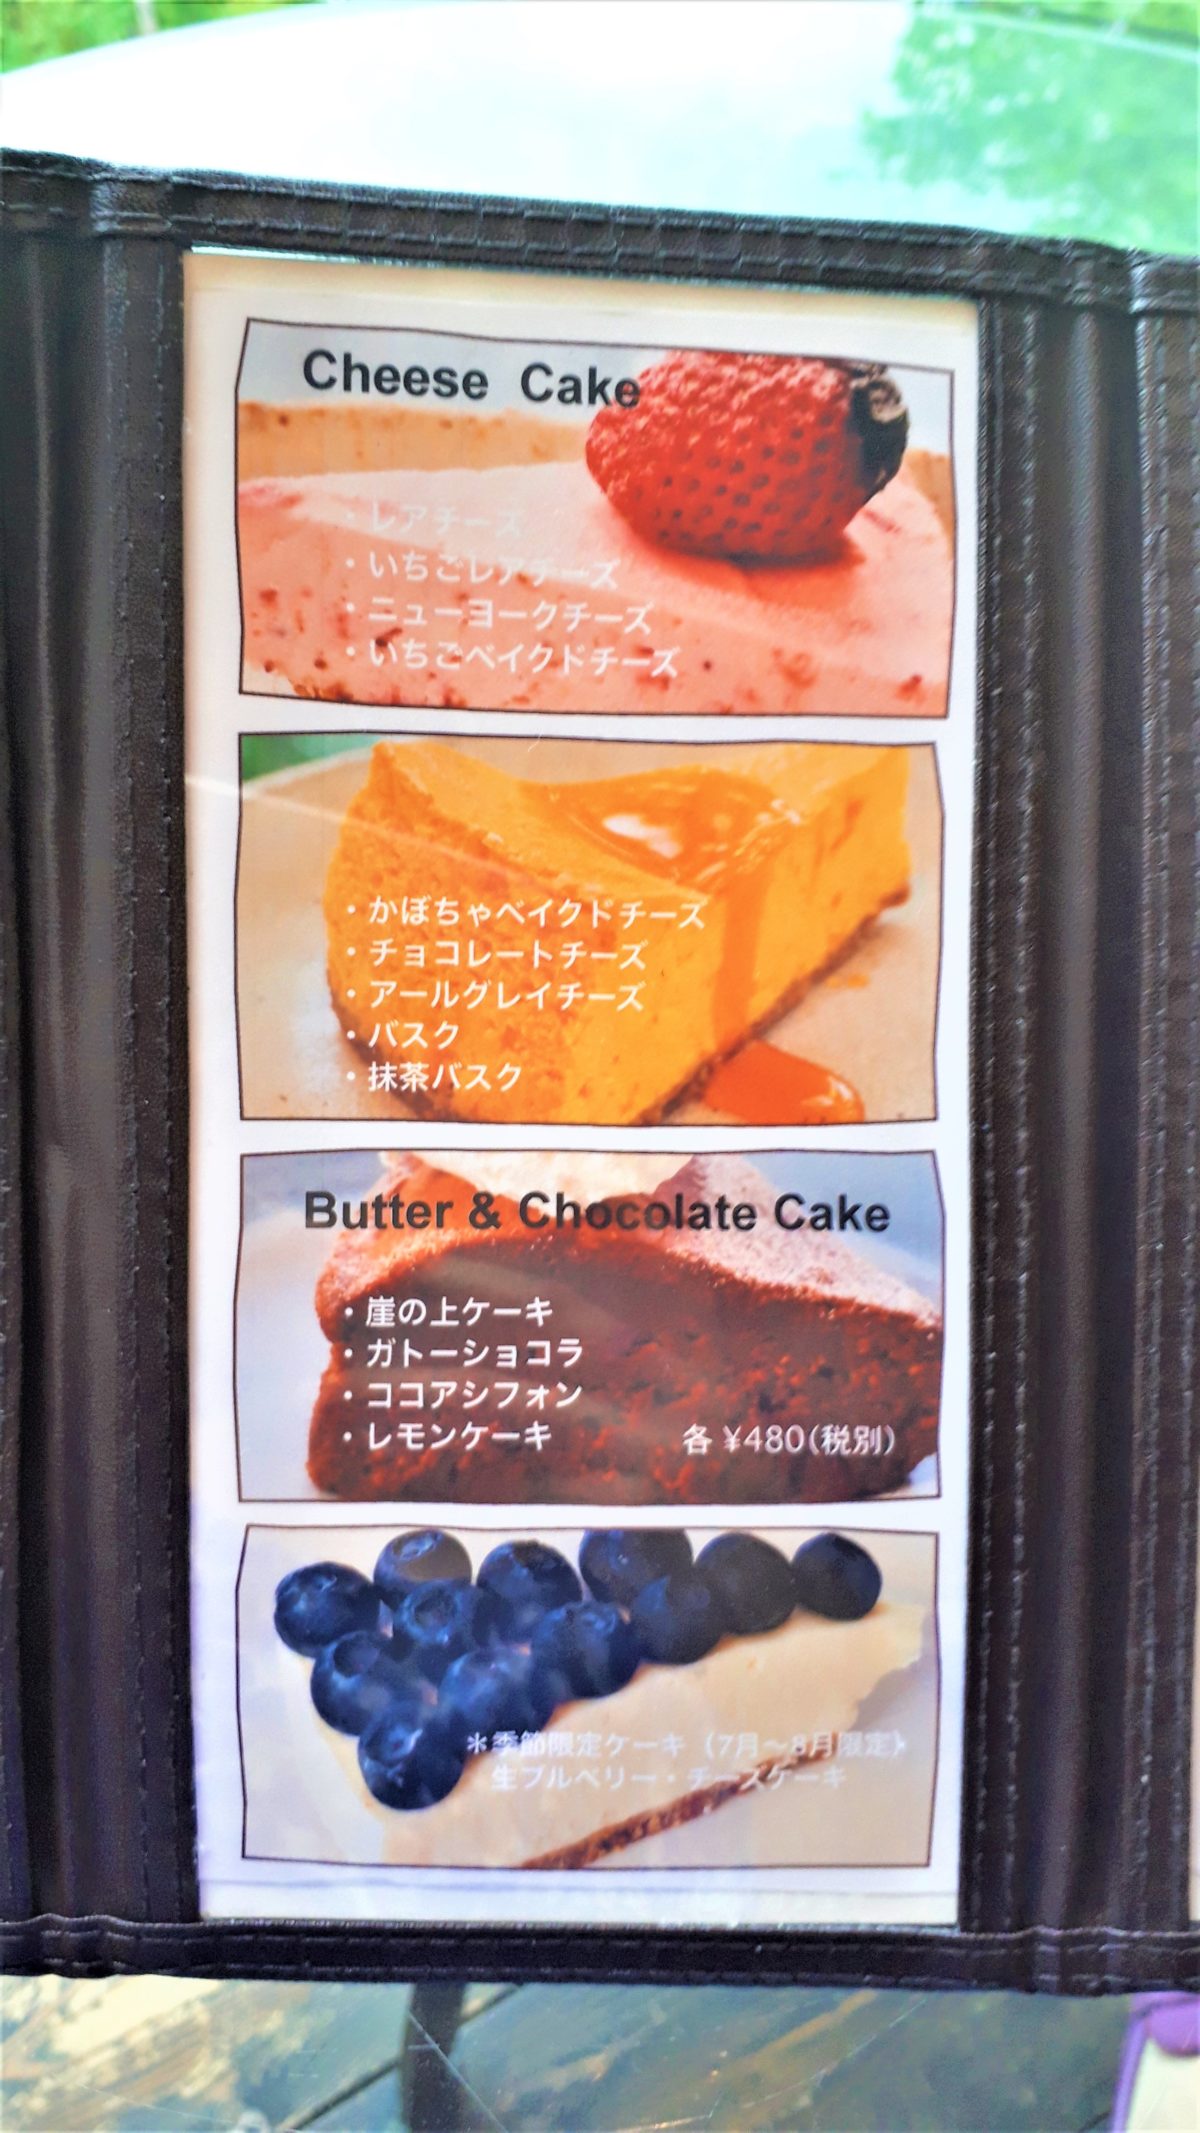 Cheese Cake
・レアチーズ
・いちごレアチーズ
・ニューヨークチーズ
・いちごベイクドチーズ
・かぼちゃベイクドチーズ
・チョコレートチーズ
・アールグレイチーズ
・バスク
・抹茶バスク
Butter & Chocolate Cake
・崖の上ケーキ
・ガトーショコラ
・ココアシフォン
・レモンケーキ 各 ¥480(税別)
＊季節限定ケーキ（7月～8月限定）
生ブルベリー・チーズケーキ